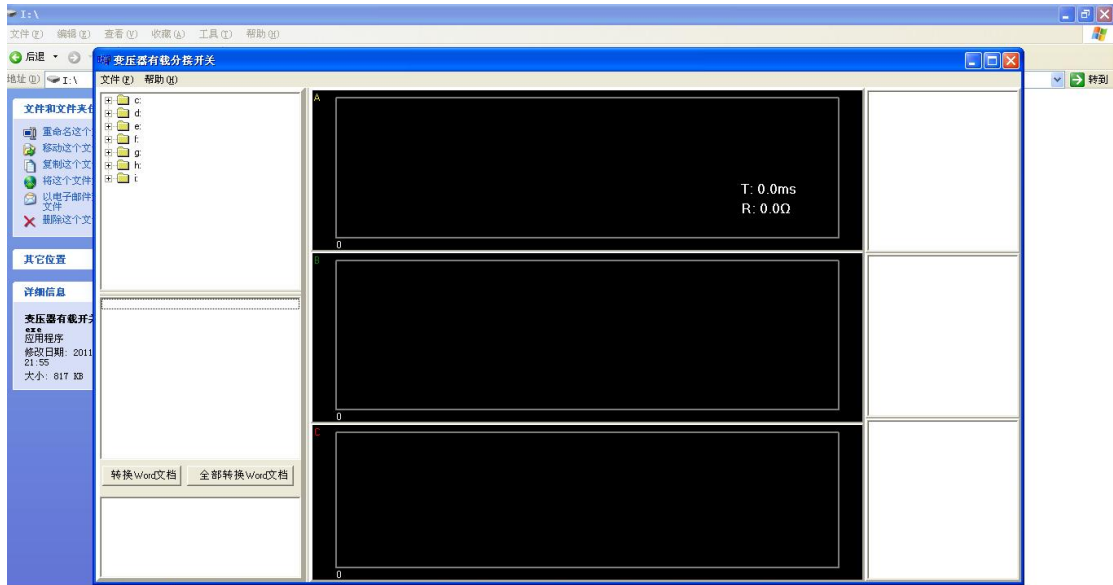 I:\
文件(F) 编辑(E) 查看(V) 收藏(A) 工具(T) 帮助(H)
后退
地址(D) I:\
转到
文件和文件夹任
重命名这个
移动这个文
复制这个文
将这个文件
以电子邮件
文件
删除这个文
其它位置
详细信息
变压器有载开关
exe
应用程序
修改日期: 2011
21:55
大小: 817 KB
变压器有载分接开关
文件(F) 帮助(H)
c:
d:
e:
f:
g:
h:
i:
转换Word文档 全部转换Word文档
A
T: 0.0ms
R: 0.0Ω
0
B
0
C
0